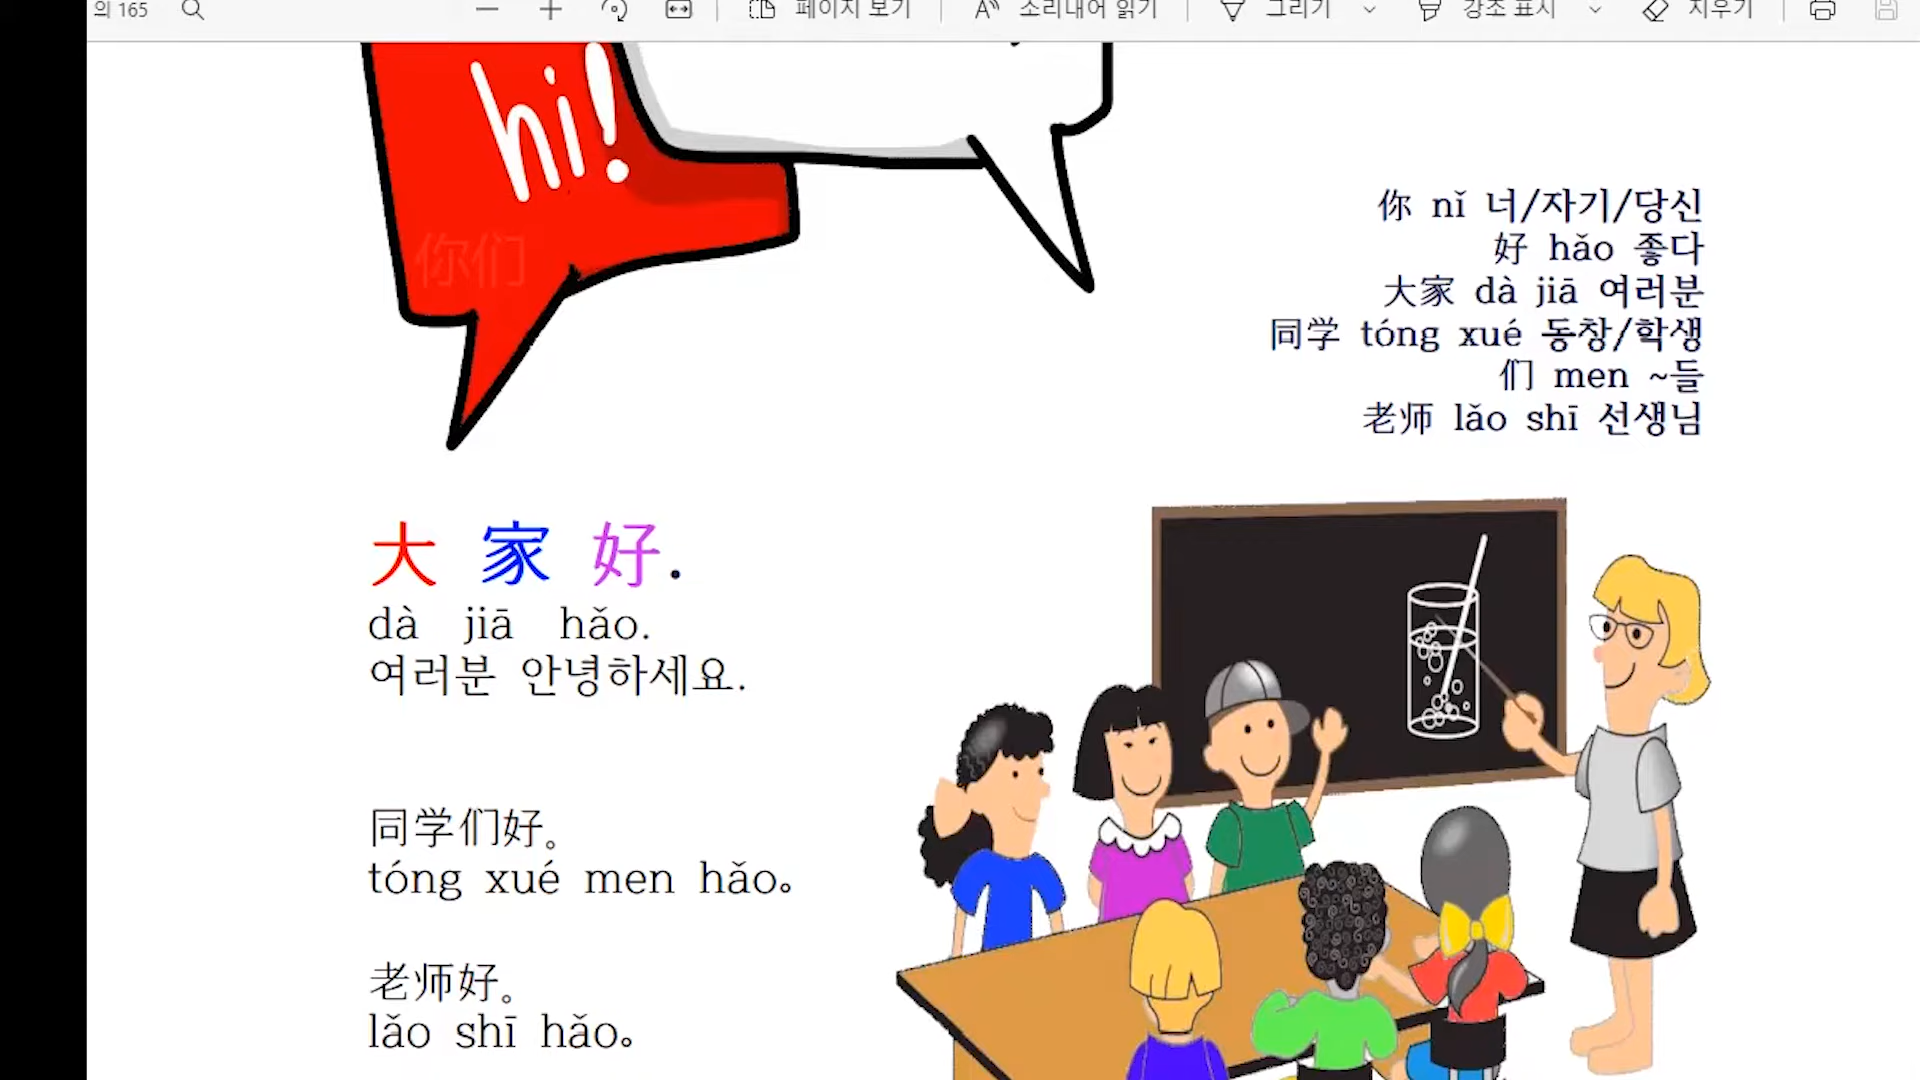 의 165
페이지 보기
소리내어 읽기
그리기
강조 표시
지우기
hi!
你们
你 nǐ 너/자기/당신
好 hǎo 좋다
大家 dà jiā 여러분
同学 tóng xué 동창/학생
们 men ~들
老师 lǎo shī 선생님
大 家 好.
dà jiā hǎo.
여러분 안녕하세요.
同学们好。
tóng xué men hǎo。
老师好。
lǎo shī hǎo。